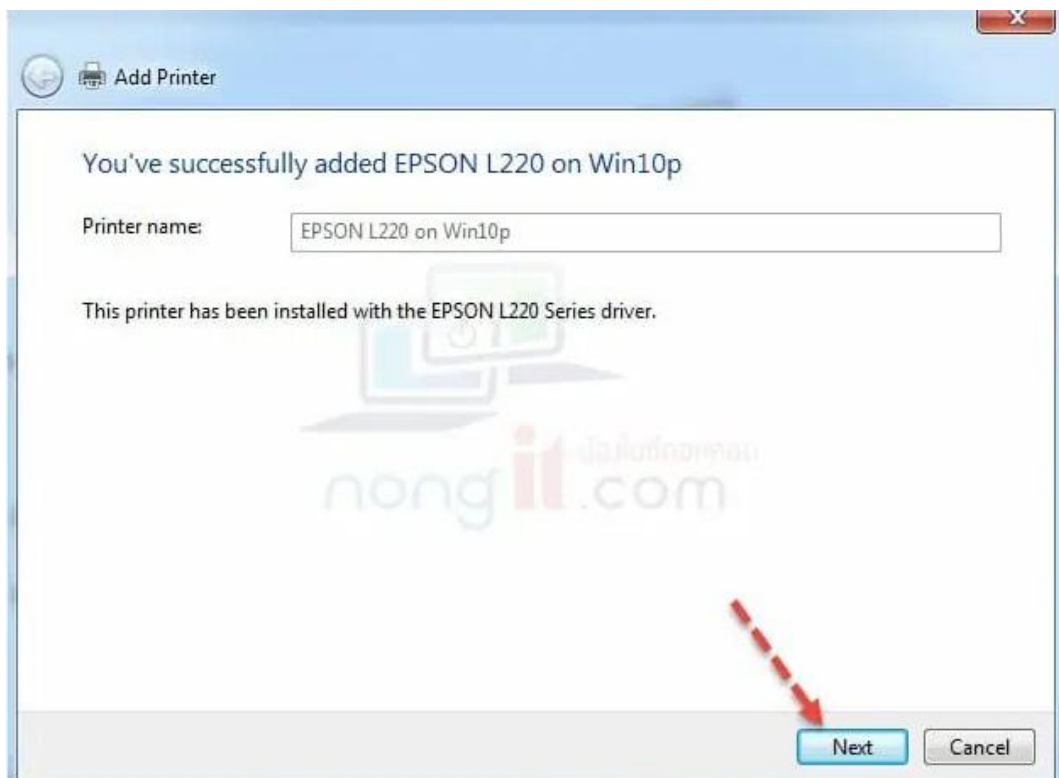 Add Printer
You've successfully added EPSON L220 on Win10p
Printer name:
EPSON L220 on Win10p
This printer has been installed with the EPSON L220 Series driver.
nong it .com
Next
Cancel